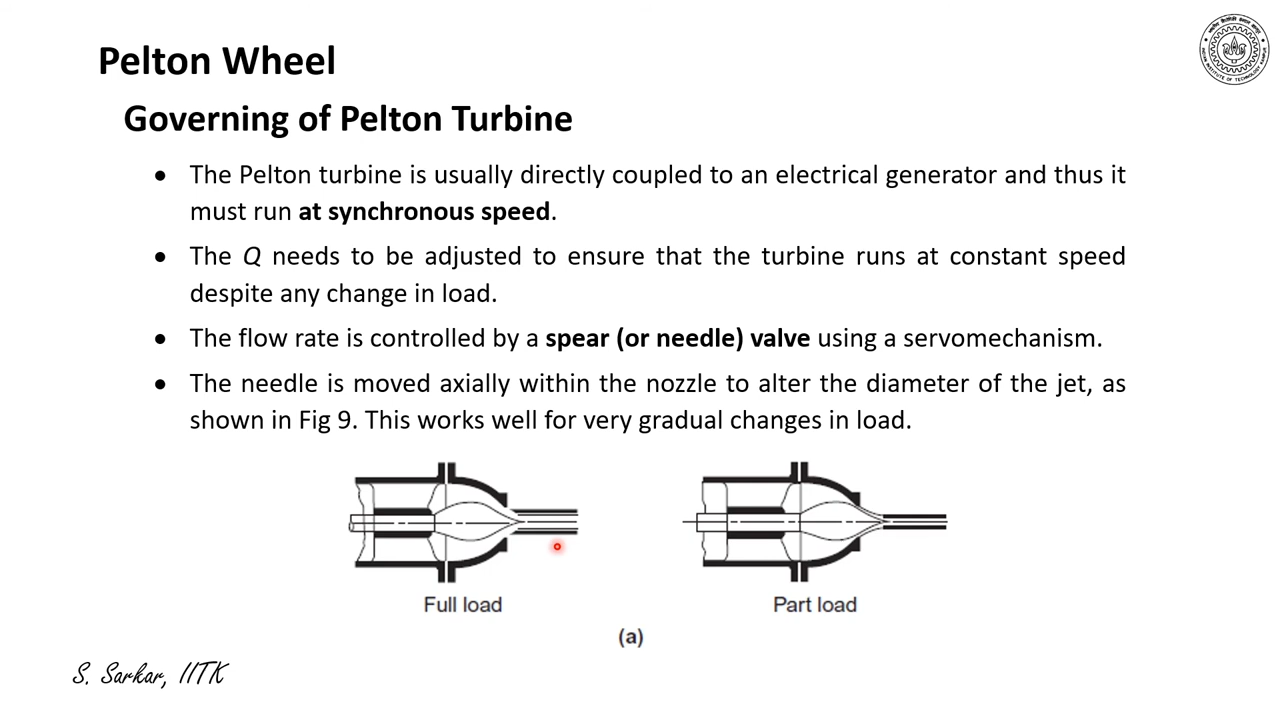 Pelton Wheel
Governing of Pelton Turbine
• The Pelton turbine is usually directly coupled to an electrical generator and thus it
must run at synchronous speed.
• The Q needs to be adjusted to ensure that the turbine runs at constant speed
despite any change in load.
• The flow rate is controlled by a spear (or needle) valve using a servomechanism.
• The needle is moved axially within the nozzle to alter the diameter of the jet, as
shown in Fig 9. This works well for very gradual changes in load.
Full load
Part load
(a)
S. Sarkar, IITK